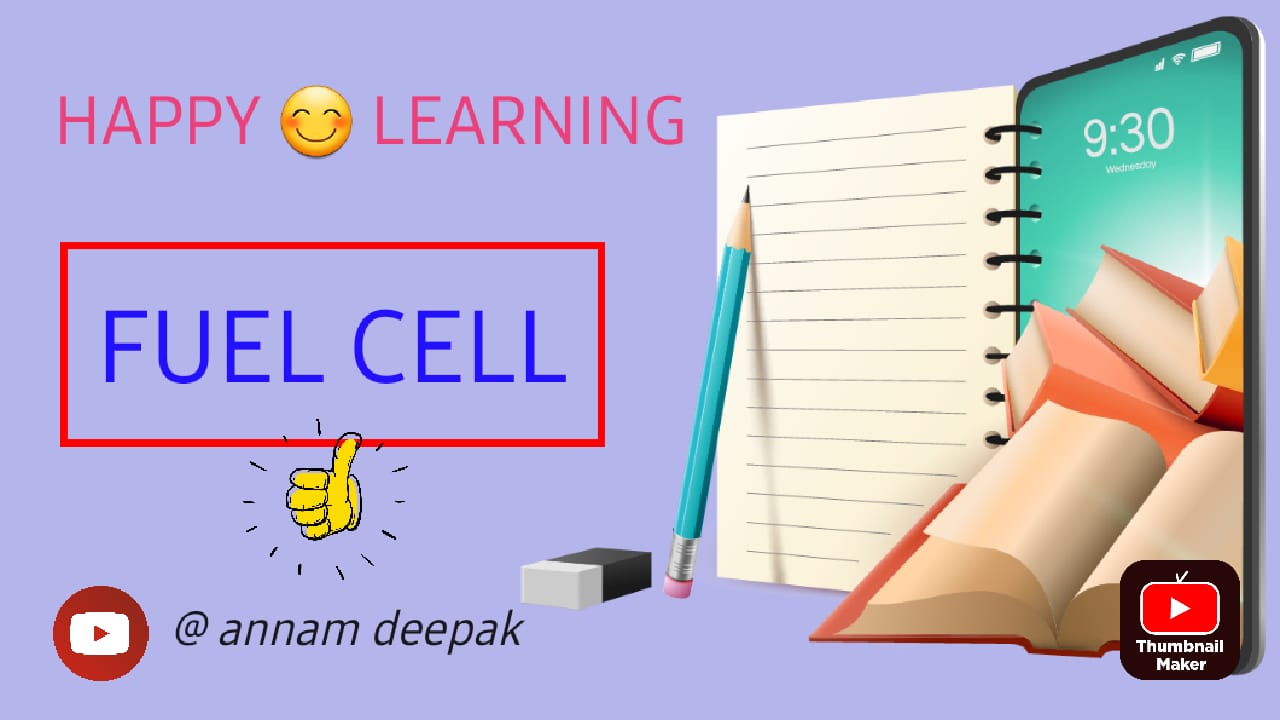 HAPPY 😊 LEARNING
FUEL CELL
@ annam deepak
9:30
Wednesday
Thumbnail
Maker